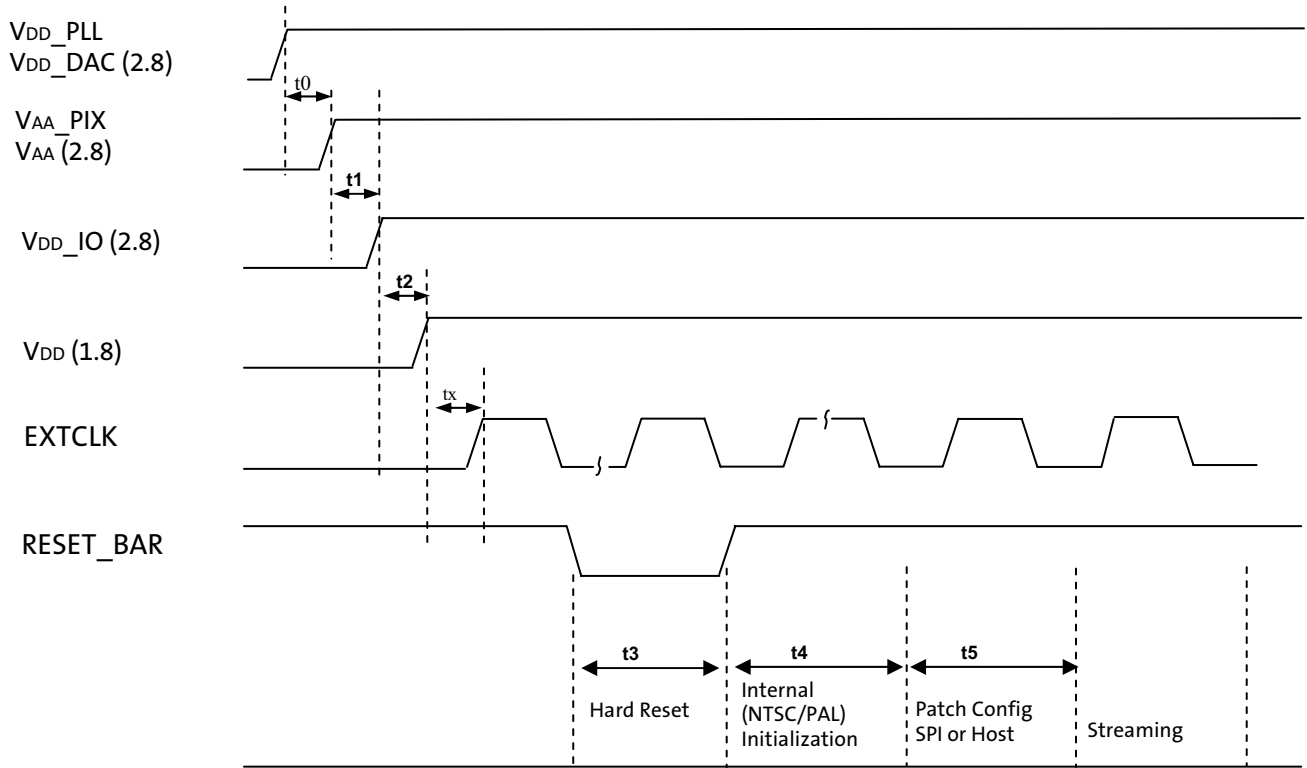 VDD_PLL
VDD_DAC (2.8)
t0
VAA_PIX
VAA (2.8)
t1
VDD_IO (2.8)
t2
VDD (1.8)
tx
EXTCLK
RESET_BAR
t3
t4
t5
Hard Reset
Internal
(NTSC/PAL)
Initialization
Patch Config
SPI or Host
Streaming